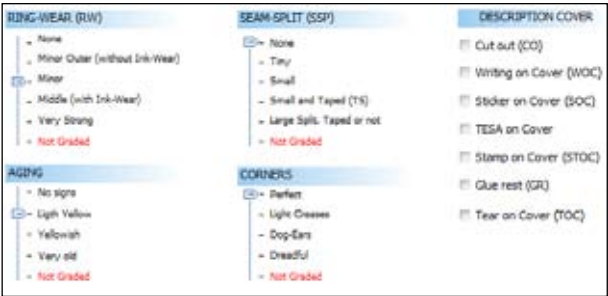 RING-WEAR (RW)
None
Minor Outer (without Ink-Wear)
Minor
Middle (with Ink-Wear)
Very Strong
Not Graded
SEAM-SPLIT (SSP)
None
Tiny
Small
Small and Taped (TS)
Large Split, Taped or not
Not Graded
DESCRIPTION COVER
Cut out (CO)
Writing on Cover (WOC)
Sticker on Cover (SOC)
TESA on Cover
Stamp on Cover (STOC)
Glue rest (GR)
Tear on Cover (TOC)
AGING
No signs
Ligth Yellow
Yellowish
Very old
Not Graded
CORNERS
Perfect
Light Creases
Dog-Ears
Dreadful
Not Graded